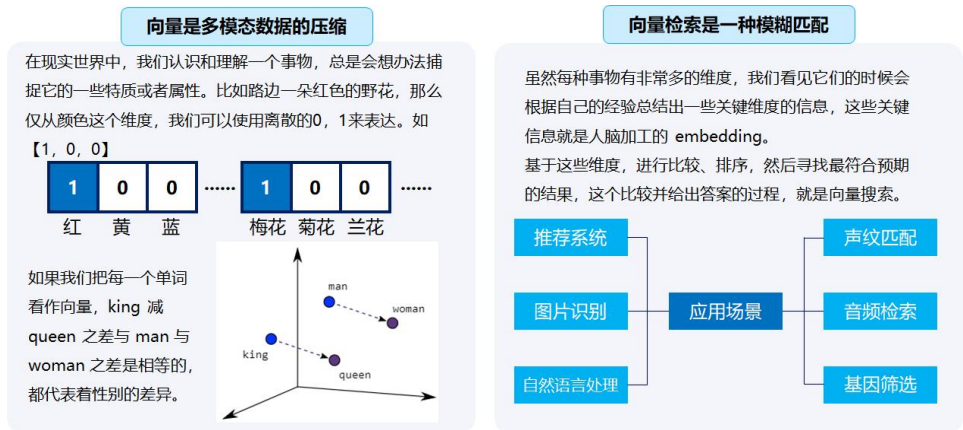 向量是多模态数据的压缩
在现实世界中，我们认识和理解一个事物，总是会想办法捕
捉它的一些特质或者属性。比如路边一朵红色的野花，那么
仅从颜色这个维度，我们可以使用离散的0，1来表达。如
【1，0，0】
1 0 0 ······ 1 0 0 ······
红 黄 蓝 梅花 菊花 兰花
如果我们把每一个单词
看作向量，king 减
queen 之差与 man 与
woman 之差是相等的，
都代表着性别的差异。
man
woman
king
queen
向量检索是一种模糊匹配
虽然每种事物有非常多的维度，我们看见它们的时候会
根据自己的经验总结出一些关键维度的信息，这些关键
信息就是人脑加工的 embedding。
基于这些维度，进行比较、排序，然后寻找最符合预期
的结果，这个比较并给出答案的过程，就是向量搜索。
推荐系统
图片识别
自然语言处理
应用场景
声纹匹配
音频检索
基因筛选